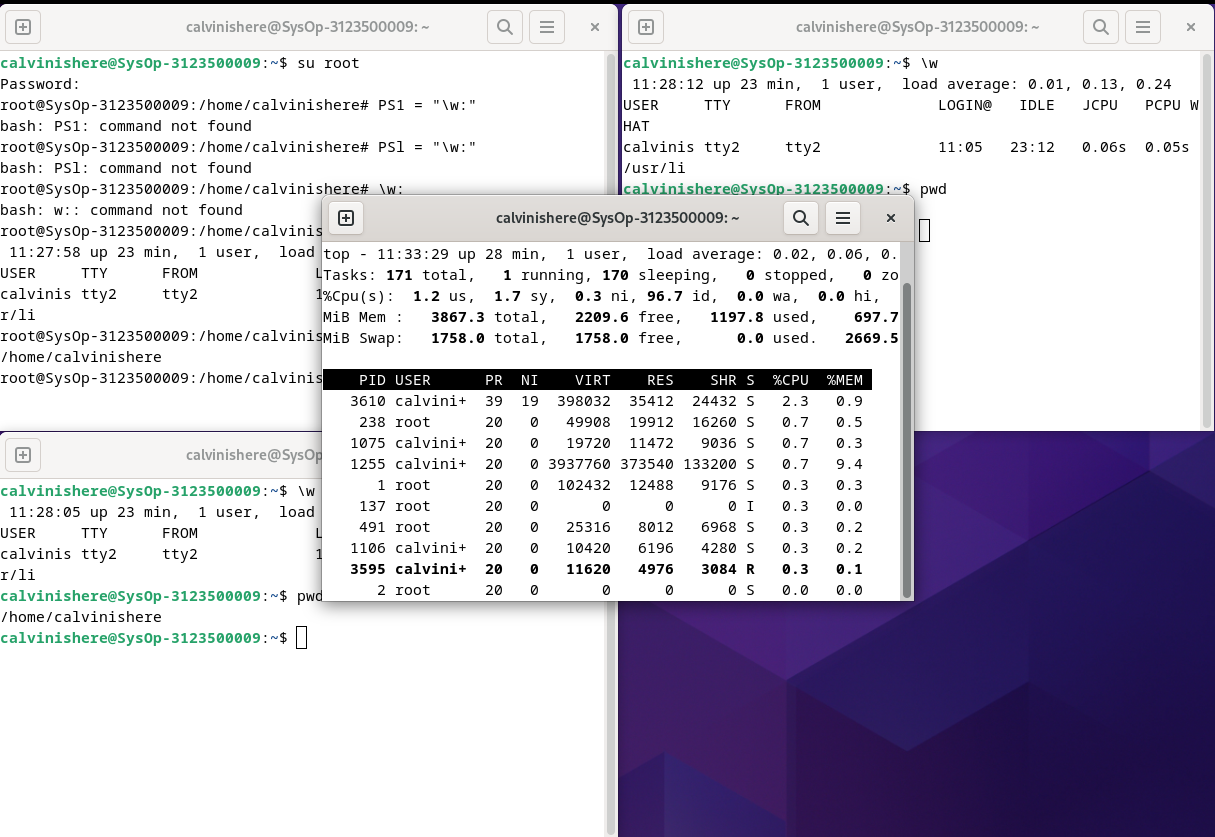 calvinishere@SysOp-3123500009: ~
calvinishere@SysOp-3123500009:~$ su root
Password:
root@SysOp-3123500009:/home/calvinishere# PS1 = "\w:"
bash: PS1: command not found
root@SysOp-3123500009:/home/calvinishere# PSl = "\w:"
bash: PSl: command not found
root@SysOp-3123500009:/home/calvinishere# \w:
bash: w:: command not found
root@SysOp-3123500009:/home/calvinis
11:27:58 up 23 min,  1 user,  load
USER     TTY      FROM             L
calvinis tty2     tty2             1
r/li
root@SysOp-3123500009:/home/calvinis
/home/calvinishere
root@SysOp-3123500009:/home/calvinis
calvinishere@SysOp-3123500009: ~
calvinishere@SysOp-3123500009:~$ \w
11:28:12 up 23 min,  1 user,  load average: 0.01, 0.13, 0.24
USER     TTY      FROM             LOGIN@   IDLE   JCPU   PCPU W
HAT
calvinis tty2     tty2             11:05   23:12   0.06s  0.05s
/usr/li
calvinishere@SysOp-3123500009:~$ pwd
calvinishere@SysOp-3123500009: ~
top - 11:33:29 up 28 min,  1 user,  load average: 0.02, 0.06, 0.
Tasks: 171 total,   1 running, 170 sleeping,   0 stopped,   0 zo
%Cpu(s):  1.2 us,  1.7 sy,  0.3 ni, 96.7 id,  0.0 wa,  0.0 hi,
MiB Mem :   3867.3 total,   2209.6 free,   1197.8 used,    697.7
MiB Swap:   1758.0 total,   1758.0 free,      0.0 used.   2669.5
PID USER      PR  NI    VIRT    RES    SHR S  %CPU  %MEM
3610 calvini+  39  19  398032  35412  24432 S   2.3   0.9
238 root      20   0   49908  19912  16260 S   0.7   0.5
1075 calvini+  20   0   19720  11472   9036 S   0.7   0.3
1255 calvini+  20   0 3937760 373540 133200 S   0.7   9.4
1 root      20   0  102432  12488   9176 S   0.3   0.3
137 root      20   0       0      0      0 I   0.3   0.0
491 root      20   0   25316   8012   6968 S   0.3   0.2
1106 calvini+  20   0   10420   6196   4280 S   0.3   0.2
3595 calvini+  20   0   11620   4976   3084 R   0.3   0.1
2 root      20   0       0      0      0 S   0.0   0.0
calvinishere@SysOp
calvinishere@SysOp-3123500009:~$ \w
11:28:05 up 23 min,  1 user,  load
USER     TTY      FROM             L
calvinis tty2     tty2             1
r/li
calvinishere@SysOp-3123500009:~$ pwd
/home/calvinishere
calvinishere@SysOp-3123500009:~$